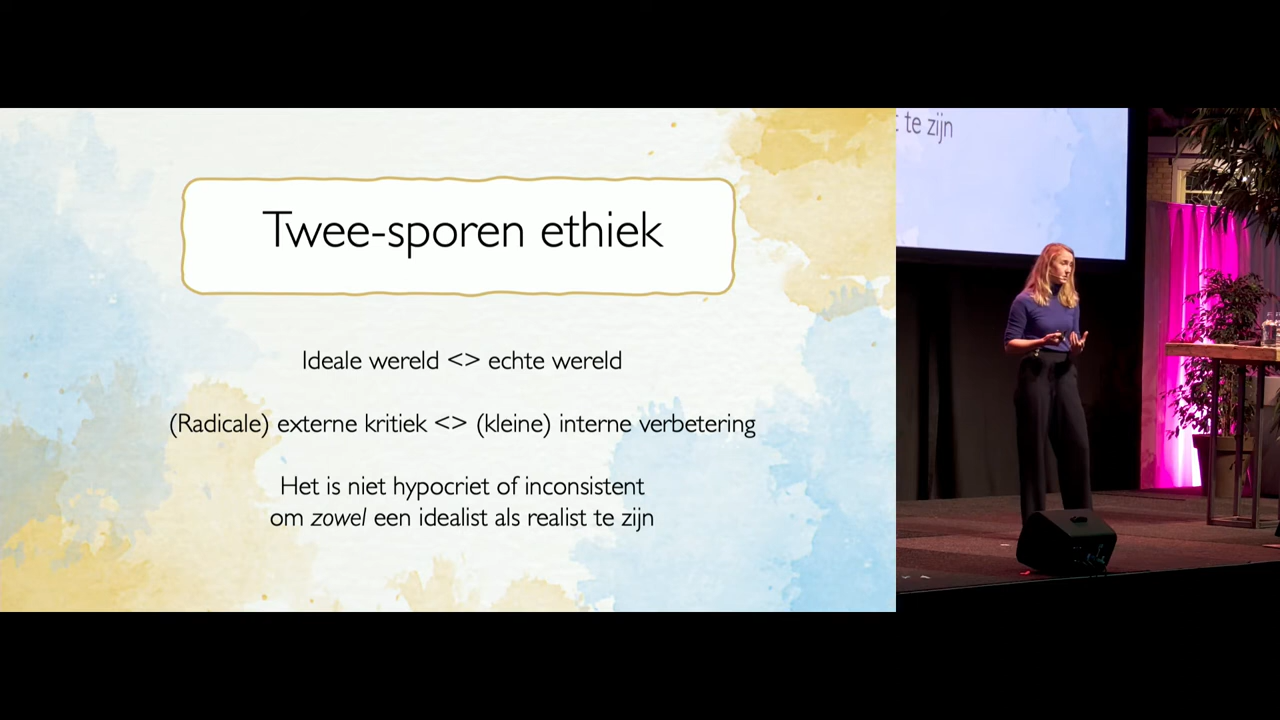 Twee-sporen ethiek
Ideale wereld <> echte wereld
(Radicale) externe kritiek <> (kleine) interne verbetering
Het is niet hypocriet of inconsistent
om zowel een idealist als realist te zijn
te zijn